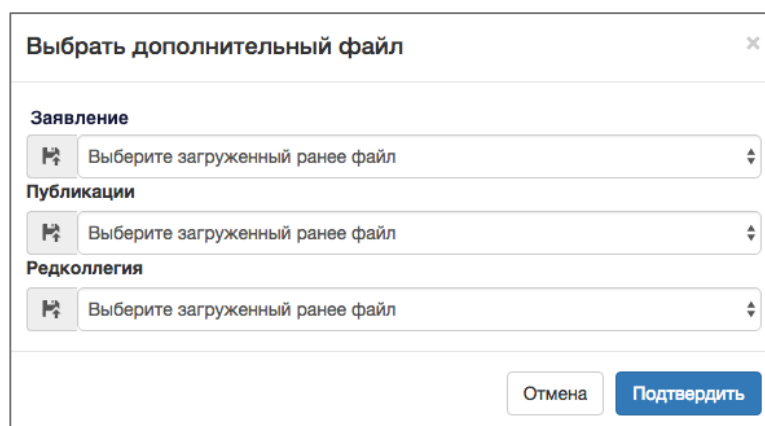 Выбрать дополнительный файл ×
Заявление
Выберите загруженный ранее файл
Публикации
Выберите загруженный ранее файл
Редколлегия
Выберите загруженный ранее файл
Отмена Подтвердить